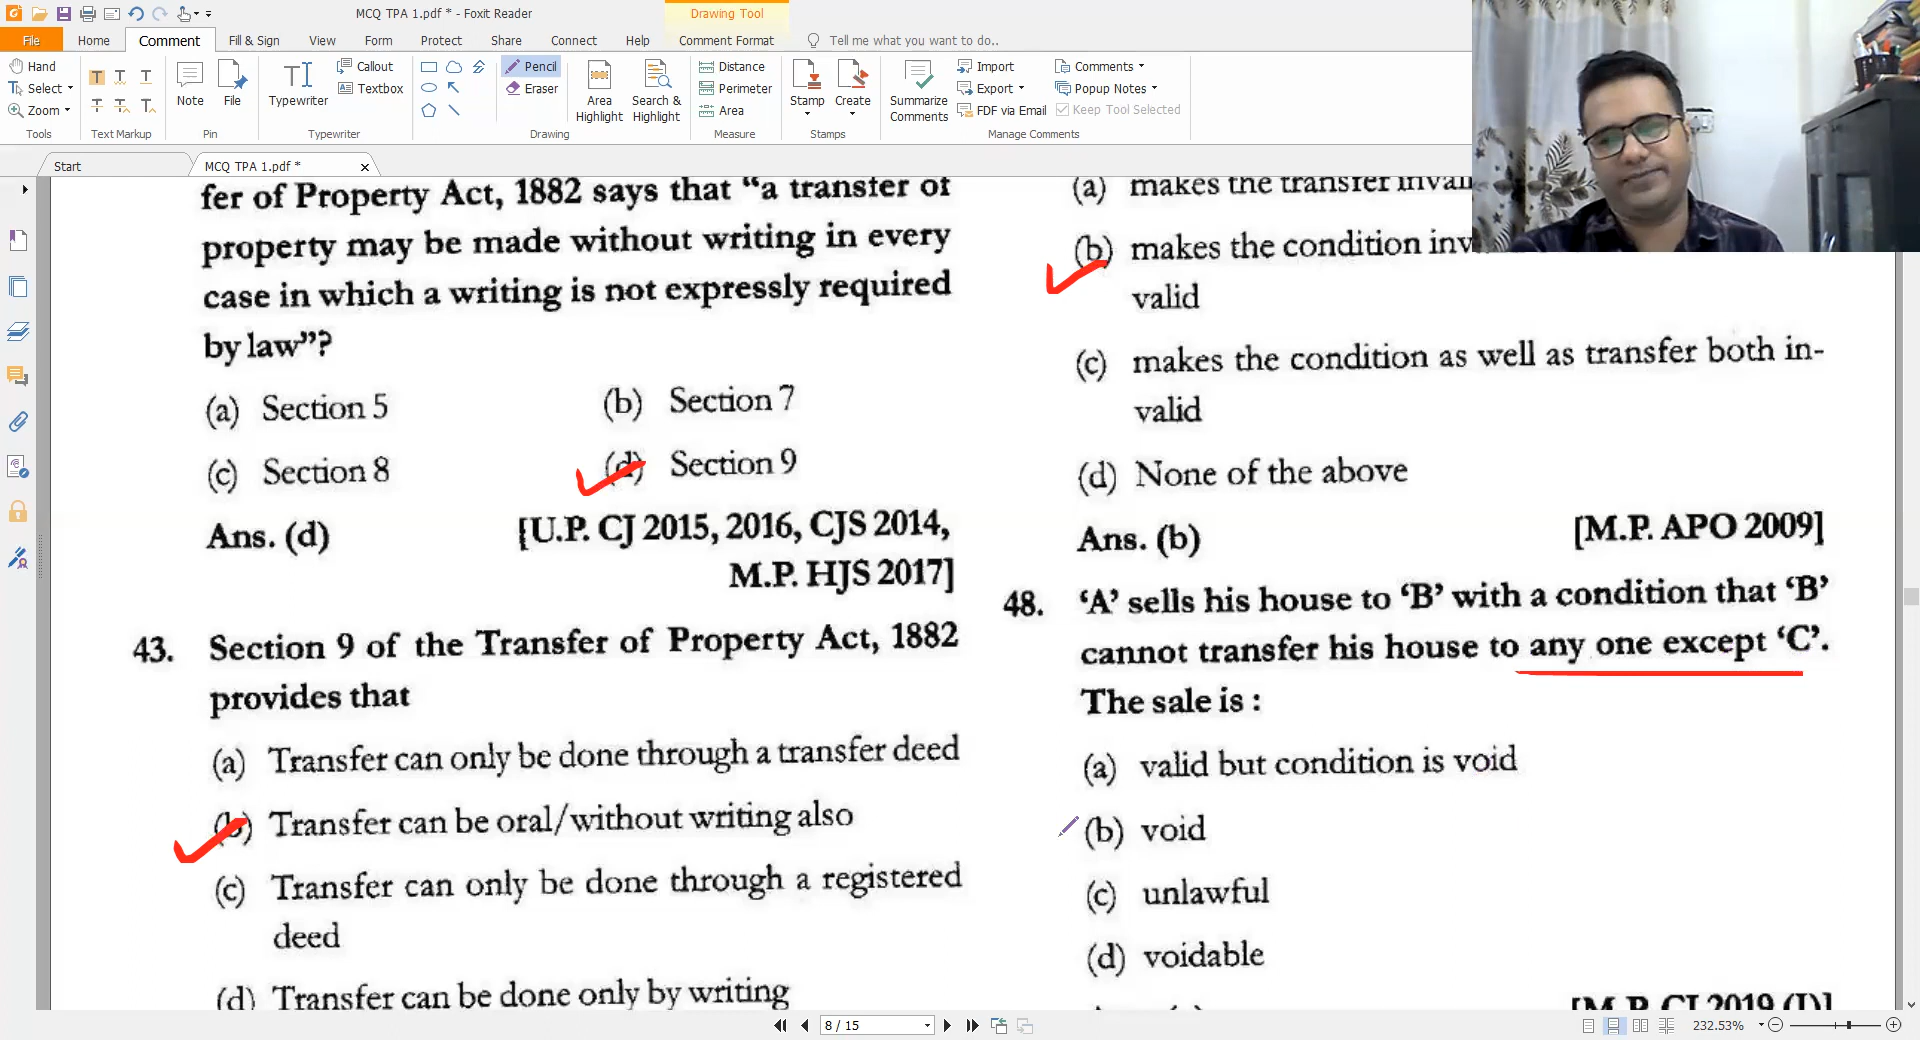 MCQ TPA 1.pdf * - Foxit Reader
Drawing Tool
File Home Comment Fill & Sign View Form Protect Share Connect Help Comment Format Tell me what you want to do..
Hand
Select
Zoom
Tools
T T T
Text Markup
Note
File
Pin
Typewriter
Callout
Textbox
Typewriter
Pencil
Eraser
Area Highlight
Search & Highlight
Drawing
Distance
Perimeter
Area
Measure
Stamp
Create
Stamps
Summarize Comments
Import
Export
FDF via Email
Comments
Popup Notes
Keep Tool Selected
Manage Comments
Start MCQ TPA 1.pdf *
fer of Property Act, 1882 says that “a transfer of
property may be made without writing in every
case in which a writing is not expressly required
by law”?
(a) Section 5 (b) Section 7
(c) Section 8 (d) Section 9
Ans. (d) [U.P. CJ 2015, 2016, CJS 2014,
M.P. HJS 2017]
43. Section 9 of the Transfer of Property Act, 1882
provides that
(a) Transfer can only be done through a transfer deed
(b) Transfer can be oral/without writing also
(c) Transfer can only be done through a registered
deed
(d) Transfer can be done only by writing
(a) makes the transfer
(b) makes the condition
valid
(c) makes the condition as well as transfer both in-
valid
(d) None of the above
Ans. (b) [M.P. APO 2009]
48. ‘A’ sells his house to ‘B’ with a condition that ‘B’
cannot transfer his house to any one except ‘C’.
The sale is :
(a) valid but condition is void
(b) void
(c) unlawful
(d) voidable
[M.P. CJ 2019 (I)]
8 / 15
232.53%